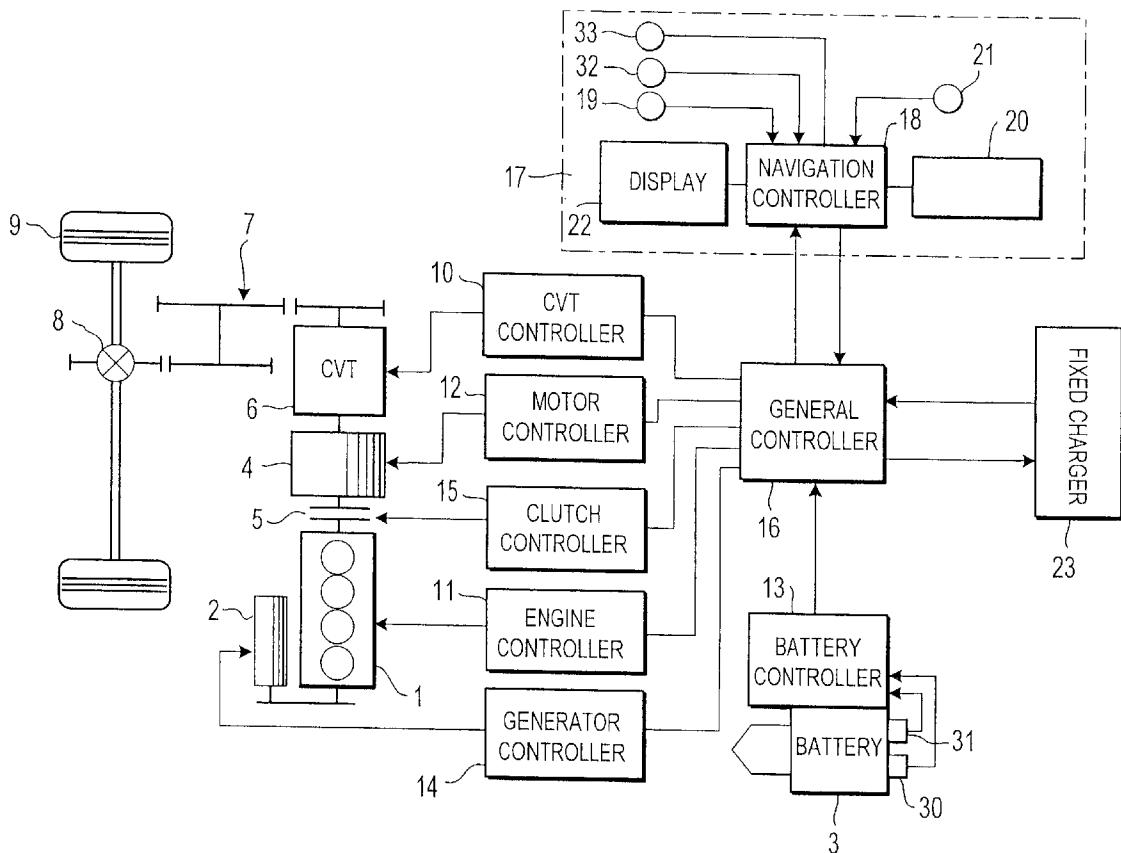 33
32
19
21
18
20
17
DISPLAY
NAVIGATION
CONTROLLER
22
9
7
8
10
CVT
CONTROLLER
CVT
6
12
MOTOR
CONTROLLER
4
GENERAL
CONTROLLER
16
FIXED CHARGER
23
15
5
CLUTCH
CONTROLLER
2
11
ENGINE
CONTROLLER
1
13
BATTERY
CONTROLLER
GENERATOR
CONTROLLER
14
BATTERY
31
30
3